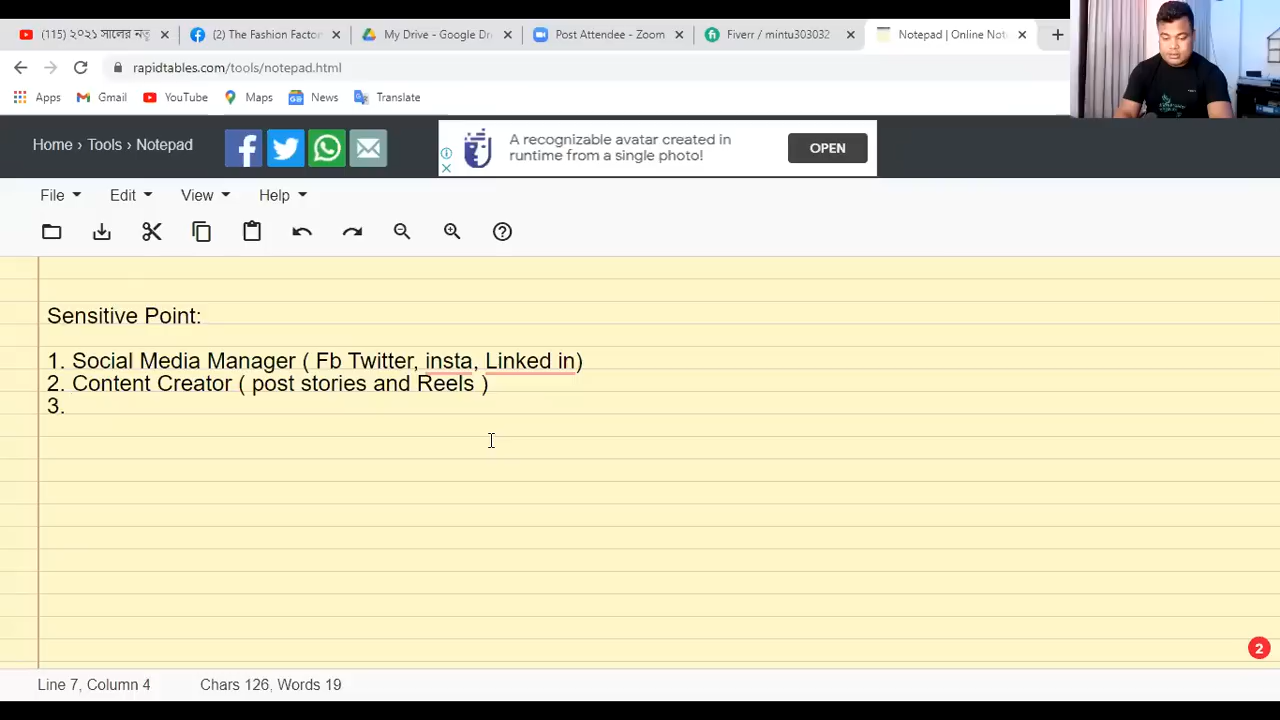 (115) ২০২১ সালের নতু
(2) The Fashion Factor
My Drive - Google Dr
Post Attendee - Zoom
Fiverr / mintu303032
Notepad | Online Note
rapidtables.com/tools/notepad.html
Apps
Gmail
YouTube
Maps
News
Translate
Home › Tools › Notepad
A recognizable avatar created in
runtime from a single photo!
OPEN
File
Edit
View
Help
Sensitive Point:
1. Social Media Manager ( Fb Twitter, insta, Linked in)
2. Content Creator ( post stories and Reels )
3.
2
Line 7, Column 4
Chars 126, Words 19